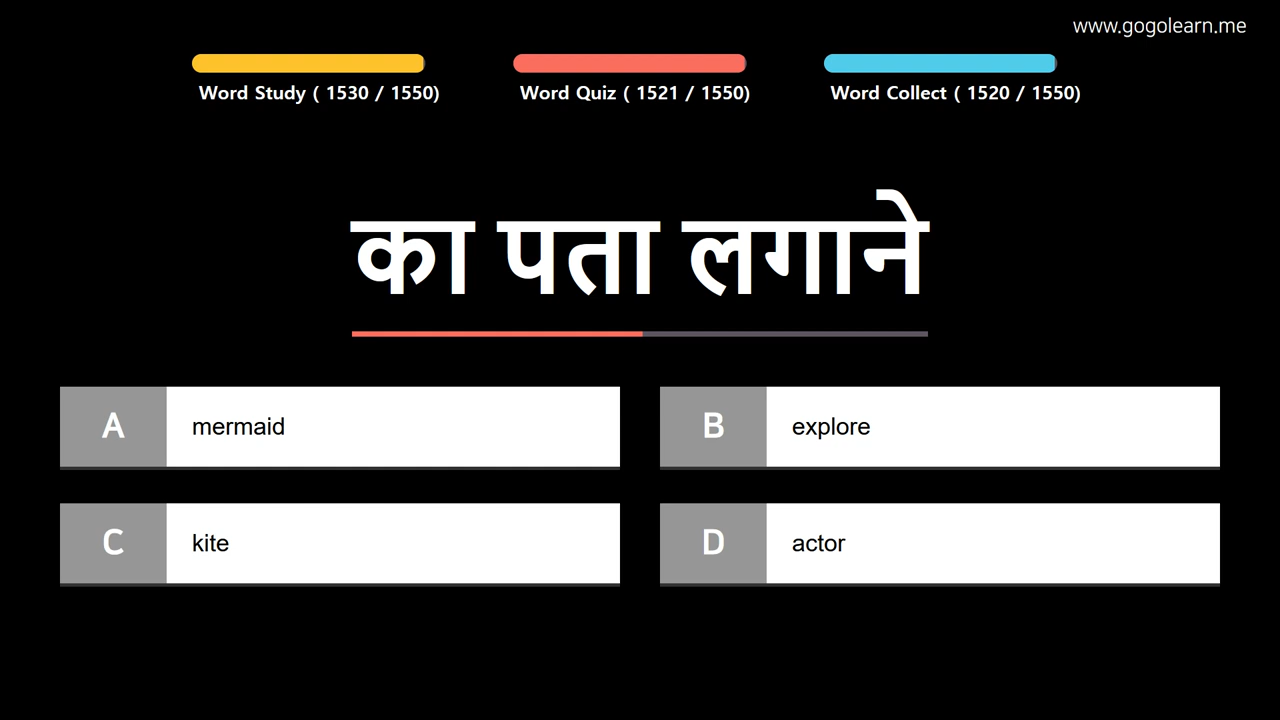 www.gogolearn.me
Word Study ( 1530 / 1550)
Word Quiz ( 1521 / 1550)
Word Collect ( 1520 / 1550)
का पता लगाने
A mermaid
B explore
C kite
D actor